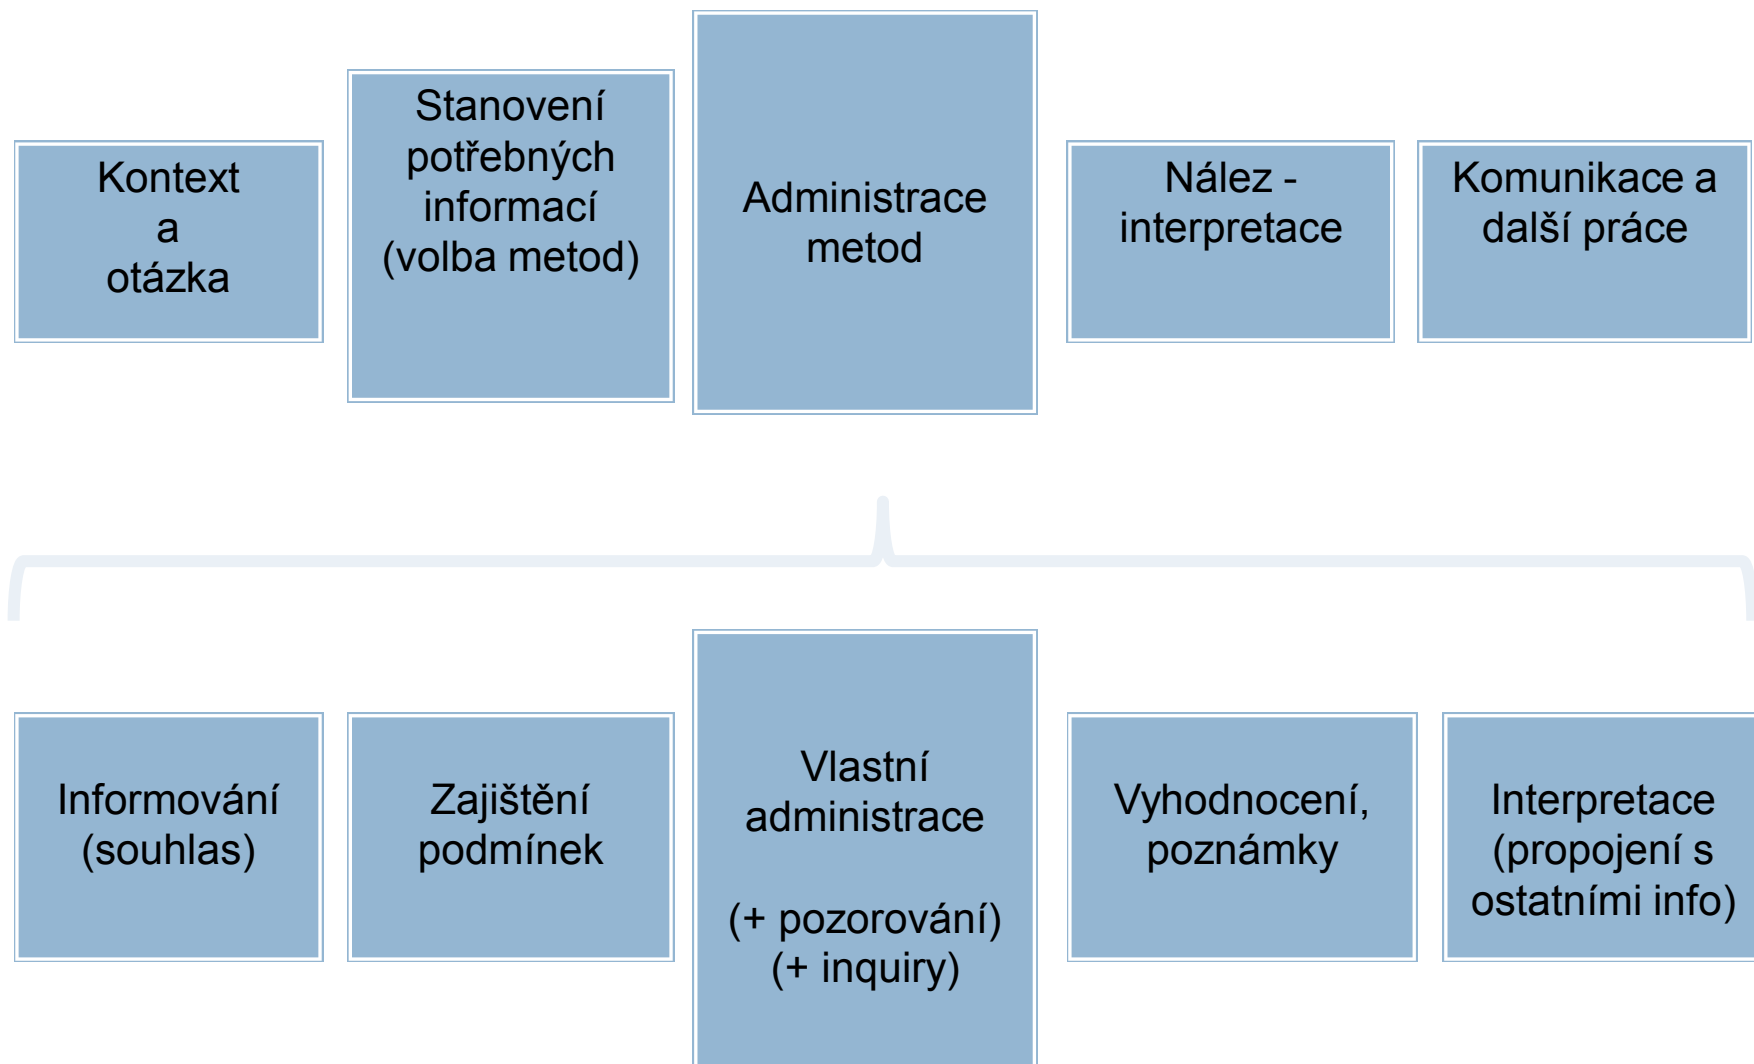 Kontext
a
otázka
Stanovení
potřebných
informací
(volba metod)
Administrace
metod
Nález -
interpretace
Komunikace a
další práce
Informování
(souhlas)
Zajištění
podmínek
Vlastní
administrace
(+ pozorování)
(+ inquiry)
Vyhodnocení,
poznámky
Interpretace
(propojení s
ostatními info)